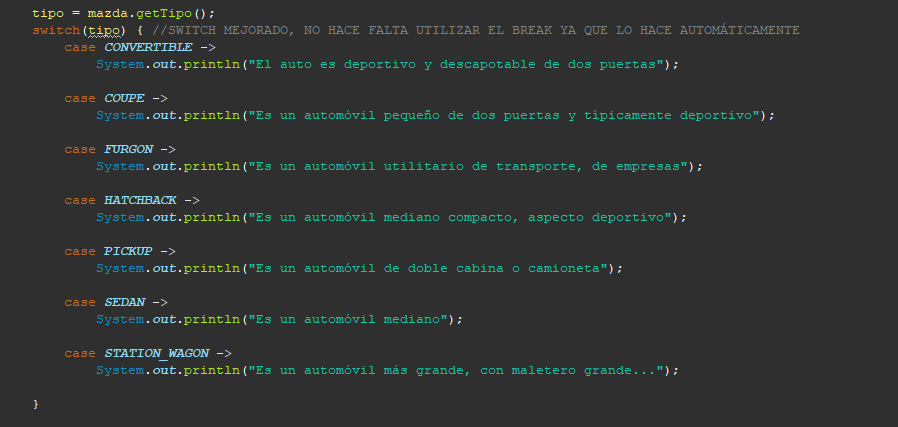 tipo = mazda.getTipo();
switch(tipo) { //SWITCH MEJORADO, NO HACE FALTA UTILIZAR EL BREAK YA QUE LO HACE AUTOMÁTICAMENTE
case CONVERTIBLE ->
System.out.println("El auto es deportivo y descapotable de dos puertas");
case COUPE ->
System.out.println("Es un automóvil pequeño de dos puertas y típicamente deportivo");
case FURGON ->
System.out.println("Es un automóvil utilitario de transporte, de empresas");
case HATCHBACK ->
System.out.println("Es un automóvil mediano compacto, aspecto deportivo");
case PICKUP ->
System.out.println("Es un automóvil de doble cabina o camioneta");
case SEDAN ->
System.out.println("Es un automóvil mediano");
case STATION_WAGON ->
System.out.println("Es un automóvil más grande, con maletero grande...");
}